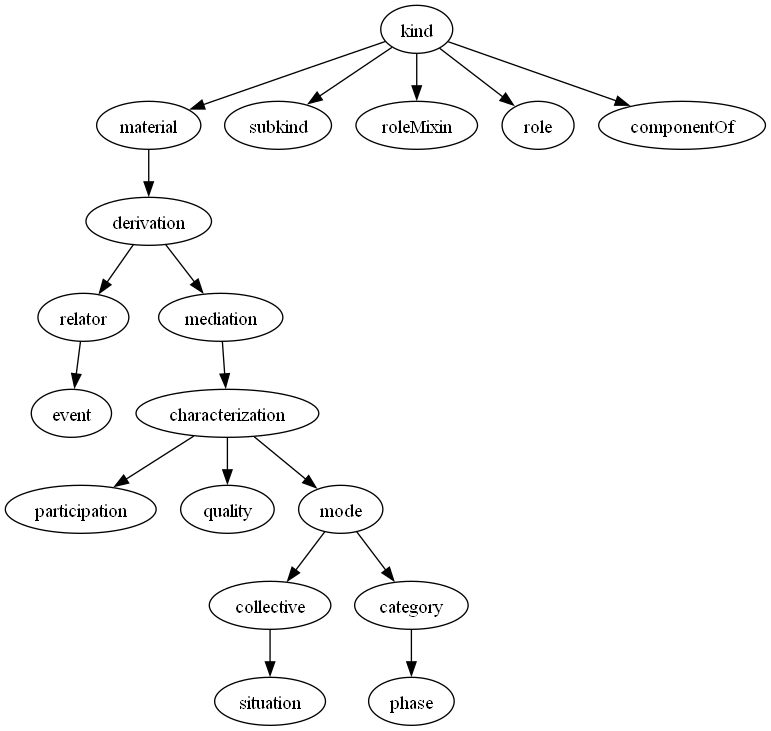 kind
material
subkind
roleMixin
role
componentOf
derivation
relator
mediation
event
characterization
participation
quality
mode
collective
category
situation
phase